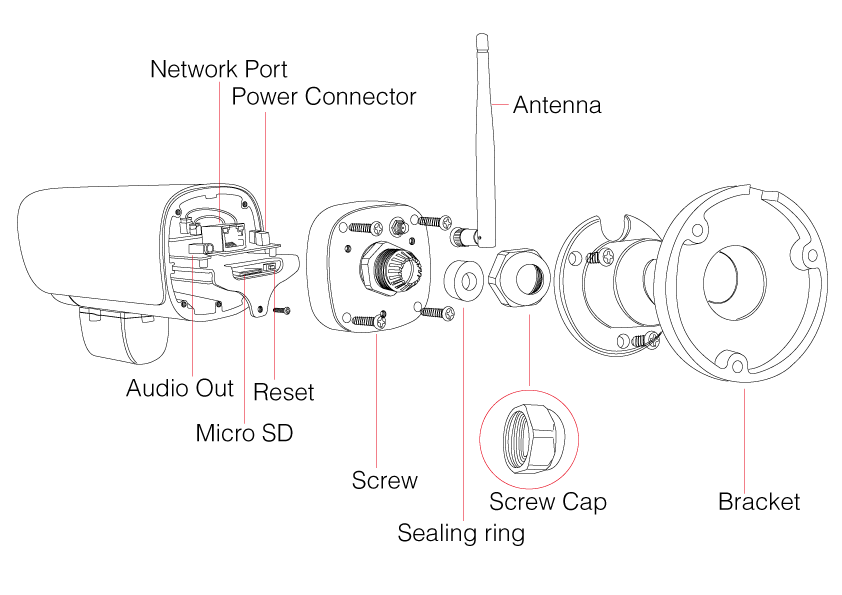 Network Port
Power Connector
Antenna
Audio Out
Reset
Micro SD
Screw
Screw Cap
Bracket
Sealing ring